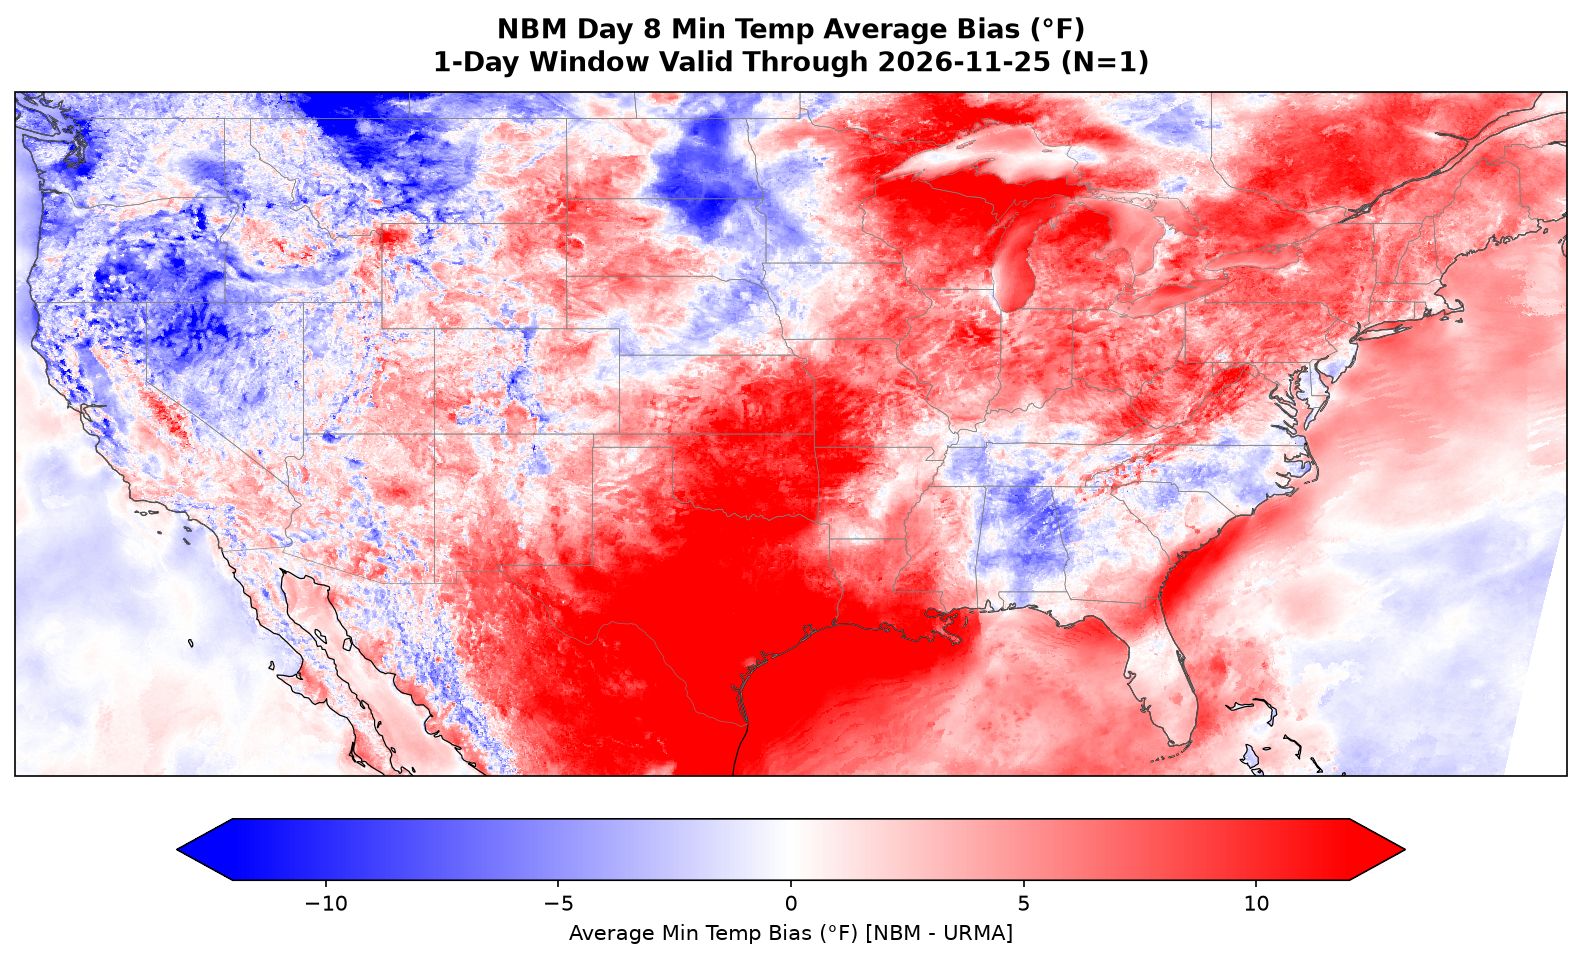 NBM Day 8 Min Temp Average Bias (°F)
1-Day Window Valid Through 2026-11-25 (N=1)
−10 −5 0 5 10
Average Min Temp Bias (°F) [NBM - URMA]